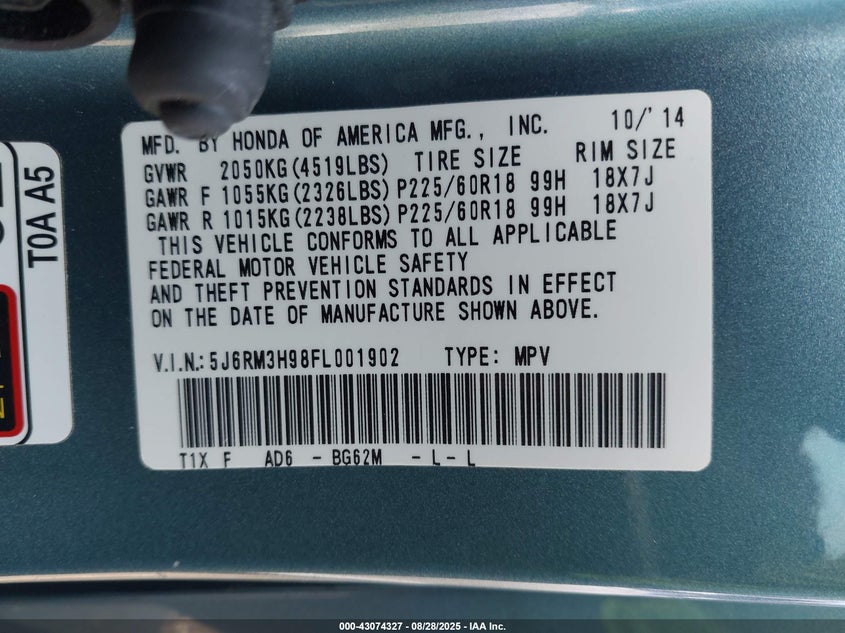 MFD. BY HONDA OF AMERICA MFG., INC. 10/'14
GVWR 2050KG(4519LBS) TIRE SIZE RIM SIZE
GAWR F 1055KG(2326LBS) P225/60R18 99H 18X7J
GAWR R 1015KG(2238LBS) P225/60R18 99H 18X7J
THIS VEHICLE CONFORMS TO ALL APPLICABLE
FEDERAL MOTOR VEHICLE SAFETY
AND THEFT PREVENTION STANDARDS IN EFFECT
ON THE DATE OF MANUFACTURE SHOWN ABOVE.
V.I.N.: 5J6RM3H98FL001902 TYPE: MPV
T1X F AD6 - BG62M - L - L
T0A A5
000-43074327 - 08/28/2025 - IAA Inc.